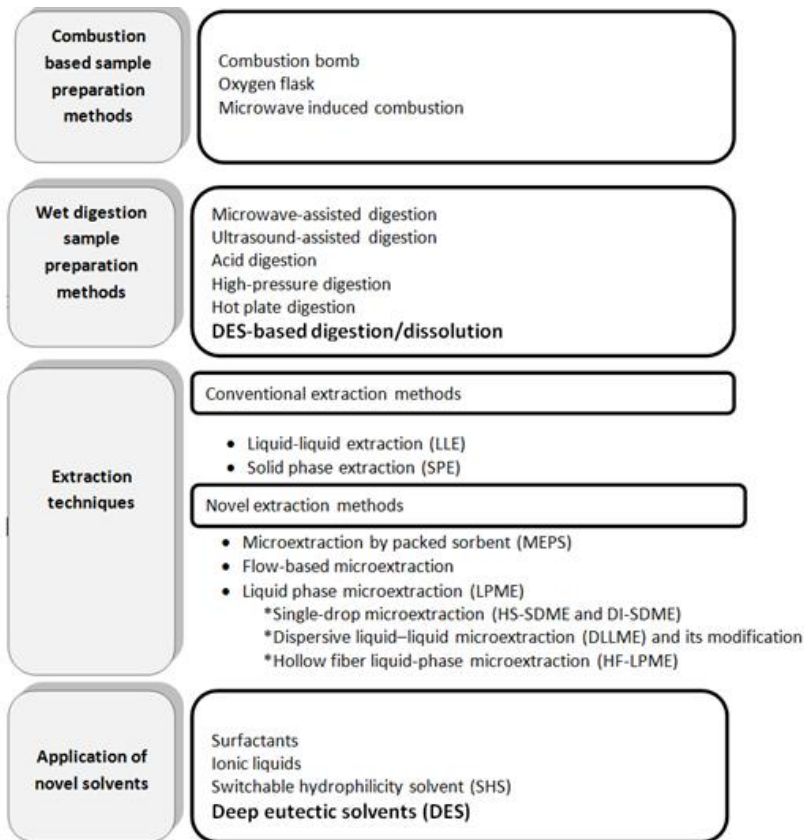 Combustion
based sample
preparation
methods
Combustion bomb
Oxygen flask
Microwave induced combustion
Wet digestion
sample
preparation
methods
Microwave-assisted digestion
Ultrasound-assisted digestion
Acid digestion
High-pressure digestion
Hot plate digestion
DES-based digestion/dissolution
Extraction
techniques
Conventional extraction methods
• Liquid-liquid extraction (LLE)
• Solid phase extraction (SPE)
Novel extraction methods
• Microextraction by packed sorbent (MEPS)
• Flow-based microextraction
• Liquid phase microextraction (LPME)
*Single-drop microextraction (HS-SDME and DI-SDME)
*Dispersive liquid–liquid microextraction (DLLME) and its modification
*Hollow fiber liquid-phase microextraction (HF-LPME)
Application of
novel solvents
Surfactants
Ionic liquids
Switchable hydrophilicity solvent (SHS)
Deep eutectic solvents (DES)